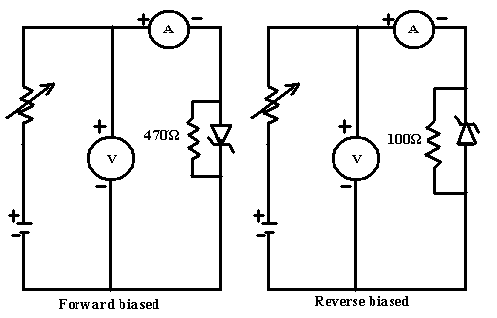 + A −
+ A −
470Ω
100Ω
+
V
−
+
V
−
+
−
+
−
Forward biased
Reverse biased